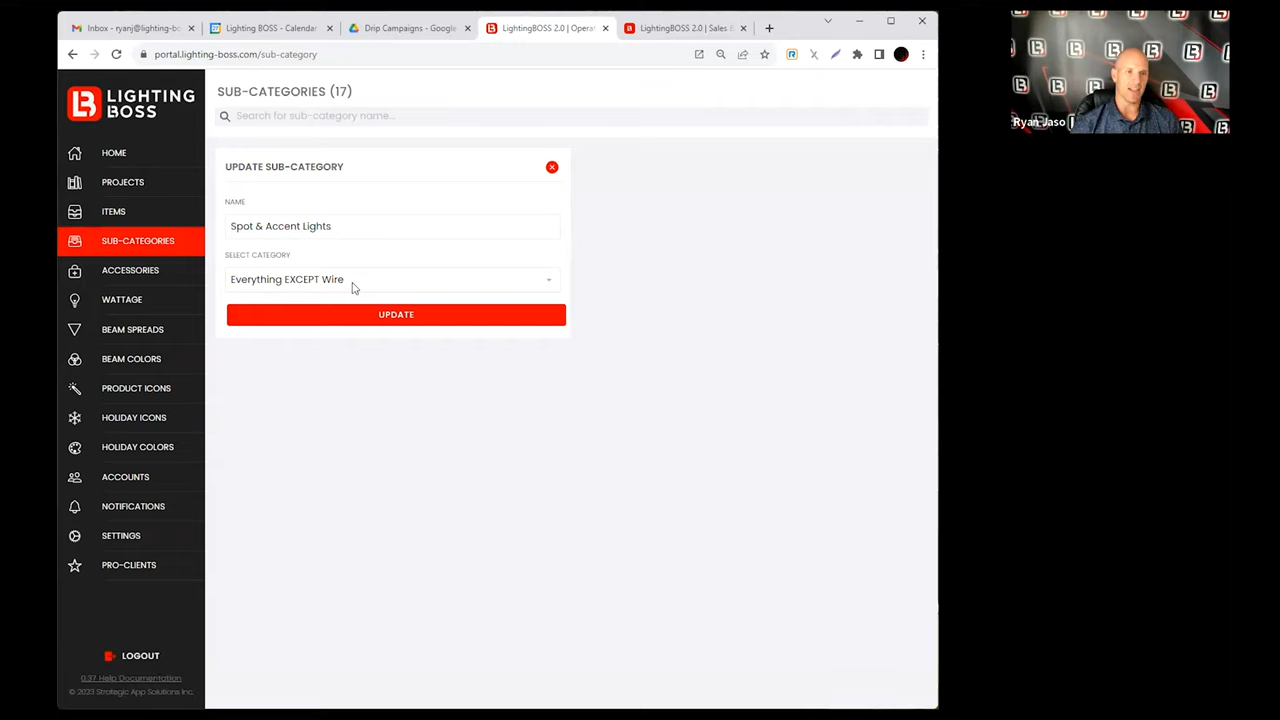 Inbox - ryanj@lighting-b
Lighting BOSS - Calenda
Drip Campaigns - Google
LightingBOSS 2.0 | Opera
LightingBOSS 2.0 | Sales
portal.lighting-boss.com/sub-category
LIGHTING
BOSS
HOME
PROJECTS
ITEMS
SUB-CATEGORIES
ACCESSORIES
WATTAGE
BEAM SPREADS
BEAM COLORS
PRODUCT ICONS
HOLIDAY ICONS
HOLIDAY COLORS
ACCOUNTS
NOTIFICATIONS
SETTINGS
PRO-CLIENTS
LOGOUT
0.37 Help Documentation
© 2023 Strategic App Solutions Inc.
SUB-CATEGORIES (17)
Search for sub-category name...
UPDATE SUB-CATEGORY
NAME
Spot & Accent Lights
SELECT CATEGORY
Everything EXCEPT Wire
UPDATE
Ryan Jaso